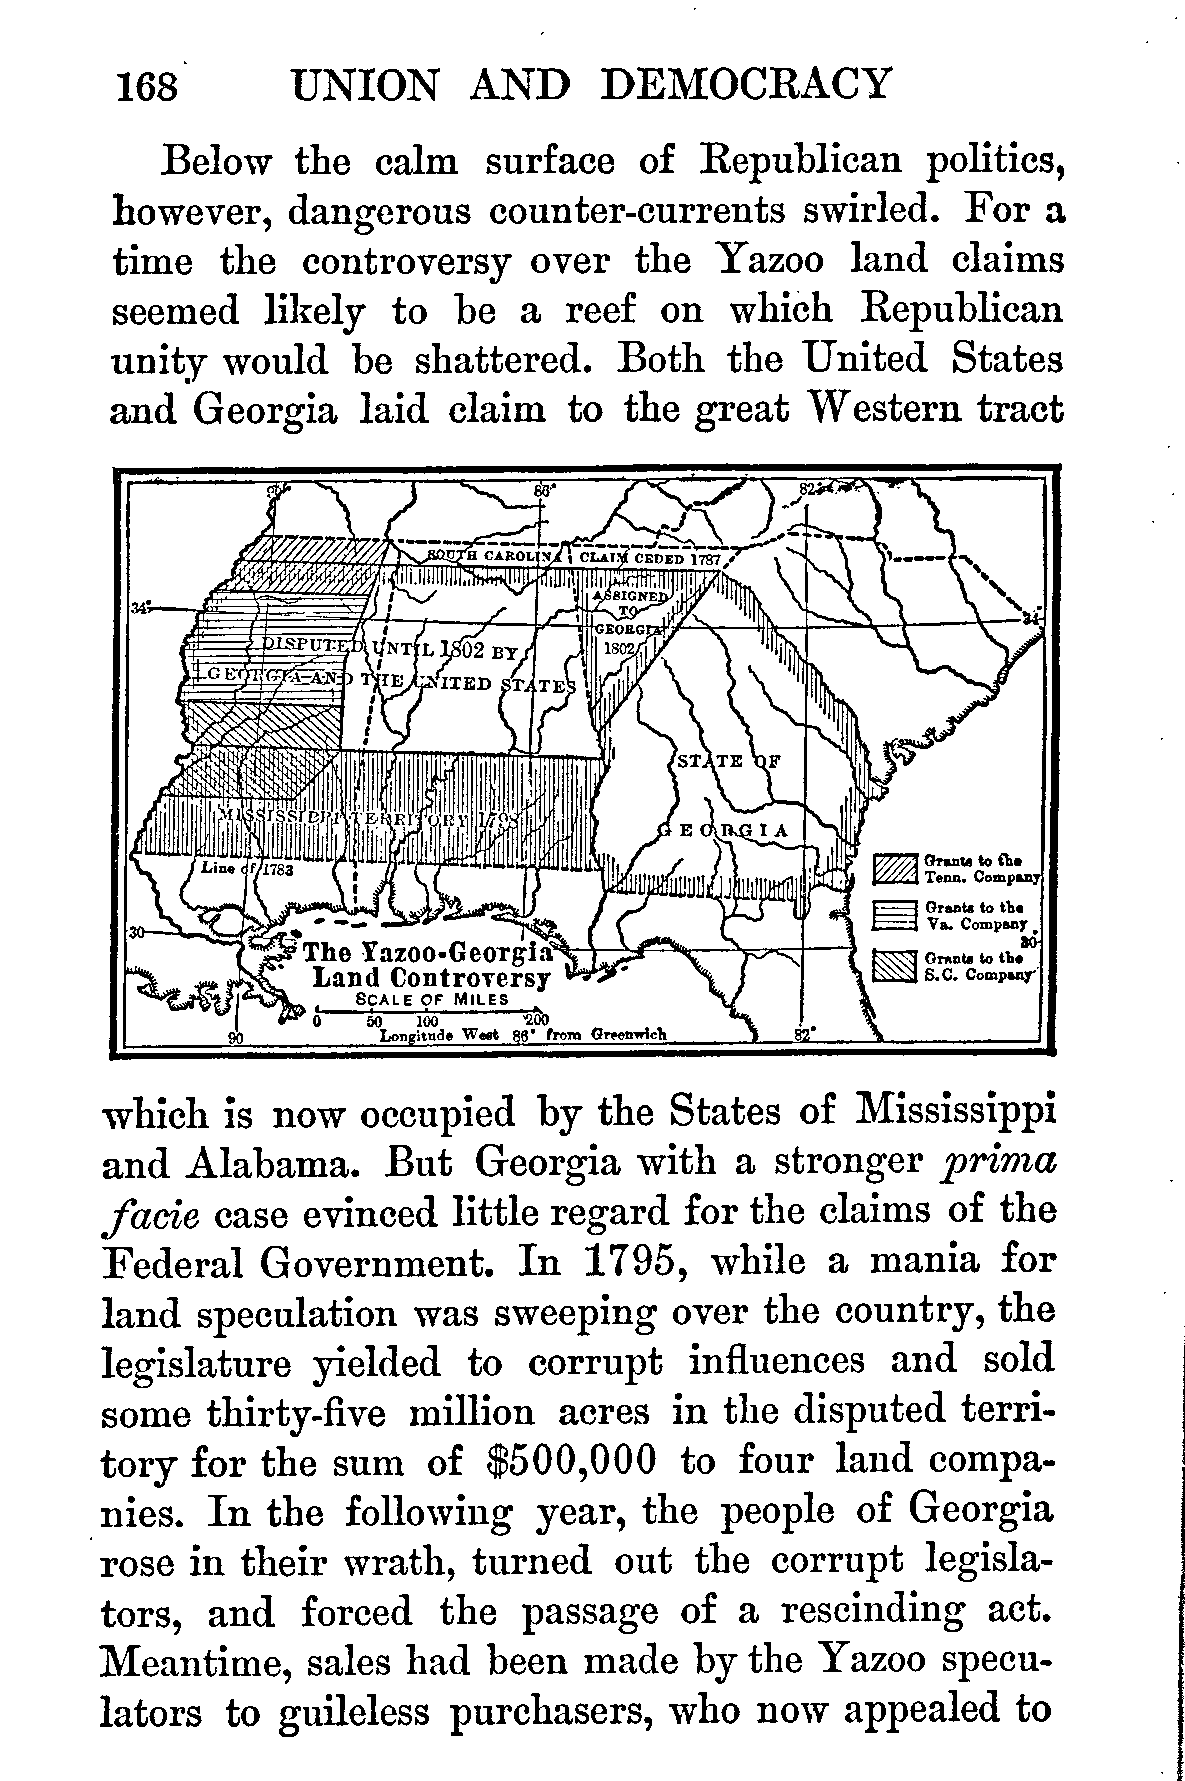 168 UNION AND DEMOCRACY
Below the calm surface of Republican politics,
however, dangerous counter-currents swirled. For a
time the controversy over the Yazoo land claims
seemed likely to be a reef on which Republican
unity would be shattered. Both the United States
and Georgia laid claim to the great Western tract
90° 86° 82°
SOUTH CAROLINA CLAIM CEDED 1787
ASSIGNED
TO
GEORGIA
1802
34° 34°
DISPUTED UNTIL 1802 BY
GEORGIA AND THE UNITED STATES
STATE OF
GEORGIA
MISSISSIPPI TERRITORY 1798
Line of 1783
Grants to the
Tenn. Company
Grants to the
Va. Company
Grants to the
S.C. Company
30 30
The Yazoo-Georgia
Land Controversy
SCALE OF MILES
0 50 100 200
90 Longitude West 86° from Greenwich 82°
which is now occupied by the States of Mississippi
and Alabama. But Georgia with a stronger prima
facie case evinced little regard for the claims of the
Federal Government. In 1795, while a mania for
land speculation was sweeping over the country, the
legislature yielded to corrupt influences and sold
some thirty-five million acres in the disputed terri-
tory for the sum of $500,000 to four land compa-
nies. In the following year, the people of Georgia
rose in their wrath, turned out the corrupt legisla-
tors, and forced the passage of a rescinding act.
Meantime, sales had been made by the Yazoo specu-
lators to guileless purchasers, who now appealed to